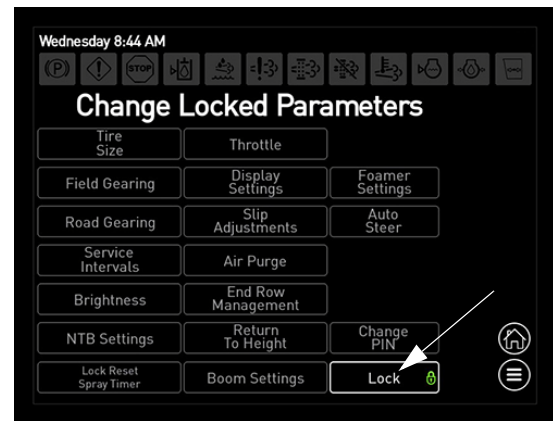 Wednesday 8:44 AM
(P) STOP
Change Locked Parameters
Tire
Size
Throttle
Field Gearing
Display
Settings
Foamer
Settings
Road Gearing
Slip
Adjustments
Auto
Steer
Service
Intervals
Air Purge
Brightness
End Row
Management
NTB Settings
Return
To Height
Change
PIN
Lock Reset
Spray Timer
Boom Settings
Lock